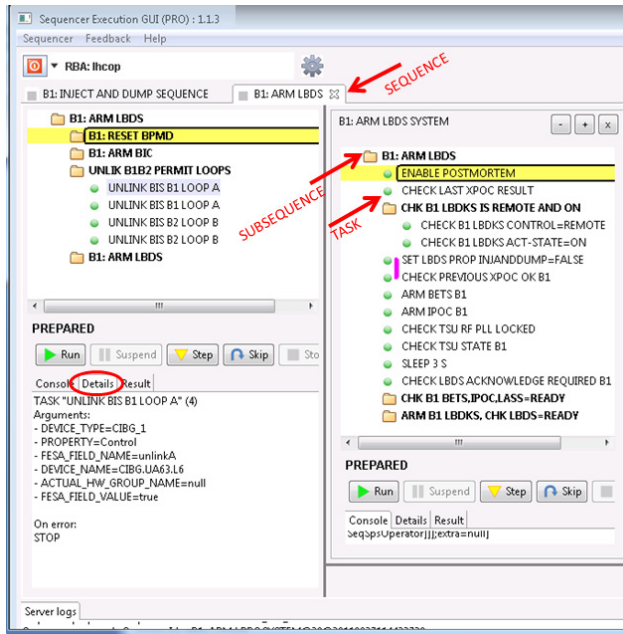 Sequencer Execution GUI (PRO) : 1.1.3
Sequencer Feedback Help
RBA: lhcop
B1: INJECT AND DUMP SEQUENCE
B1: ARM LBDS
SEQUENCE
B1: ARM LBDS
B1: RESET BPMD
B1: ARM BIC
UNLIK B1B2 PERMIT LOOPS
UNLINK BIS B1 LOOP A
UNLINK BIS B1 LOOP A
UNLINK BIS B2 LOOP B
UNLINK BIS B2 LOOP B
B1: ARM LBDS
PREPARED
Run Suspend Step Skip Sto
Console Details Result
TASK "UNLINK BIS B1 LOOP A" (4)
Arguments:
- DEVICE_TYPE=CIBG_1
- PROPERTY=Control
- FESA_FIELD_NAME=unlinkA
- DEVICE_NAME=CIBG.UA63.L6
- ACTUAL_HW_GROUP_NAME=null
- FESA_FIELD_VALUE=true
On error:
STOP
B1: ARM LBDS SYSTEM
- + x
SUBSEQUENCE
TASK
B1: ARM LBDS
ENABLE POSTMORTEM
CHECK LAST XPOC RESULT
CHK B1 LBDKS IS REMOTE AND ON
CHECK B1 LBDKS CONTROL=REMOTE
CHECK B1 LBDKS ACT-STATE=ON
SET LBDS PROP INJANDDUMP=FALSE
CHECK PREVIOUS XPOC OK B1
ARM BETS B1
ARM IPOC B1
CHECK TSU RF PLL LOCKED
CHECK TSU STATE B1
SLEEP 3 S
CHECK LBDS ACKNOWLEDGE REQUIRED B1
CHK B1 BETS,IPOC,LASS=READY
ARM B1 LBDKS, CHK LBDS=READY
PREPARED
Run Suspend Step Skip
Console Details Result
SeqSpsOperator]]];extra=null]
Server logs